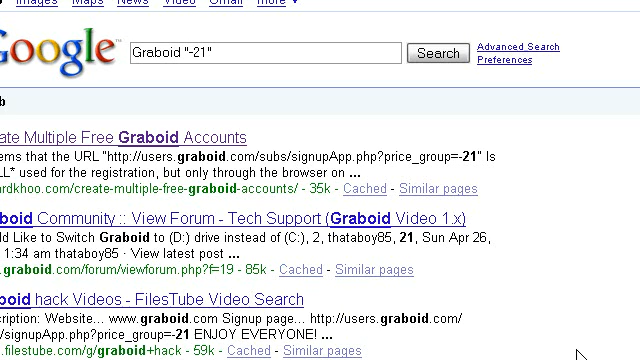 Images Maps News Video Gmail more ▼
Google™
Graboid "-21"
Search
Advanced Search
Preferences
b
ate Multiple Free Graboid Accounts
ems that the URL "http://users.graboid.com/subs/signupApp.php?price_group=-21" Is
LL* used for the registration, but only through the browser on ...
ardkhoo.com/create-multiple-free-graboid-accounts/ - 35k - Cached - Similar pages
boid Community :: View Forum - Tech Support (Graboid Video 1.x)
ld Like to Switch Graboid to (D:) drive instead of (C:), 2, thataboy85, 21, Sun Apr 26,
1:34 am thataboy85 · View latest post ...
.graboid.com/forum/viewforum.php?f=19 - 85k - Cached - Similar pages
boid hack Videos - FilesTube Video Search
cription: Website... www.graboid.com Signup page... http://users.graboid.com/
s/signupApp.php?price_group=-21 ENJOY EVERYONE! ...
.filestube.com/g/graboid+hack - 59k - Cached - Similar pages